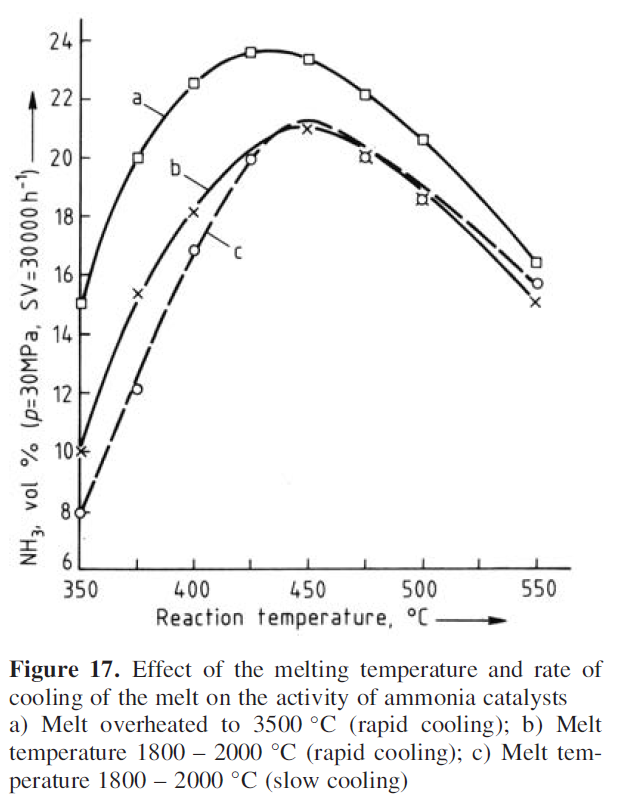 24
22
20
18
16
14
12
10
8
6
NH₃, vol % (p=30MPa, SV=30000h⁻¹)
a
b
c
350 400 450 500 550
Reaction temperature, °C
Figure 17. Effect of the melting temperature and rate of
cooling of the melt on the activity of ammonia catalysts
a) Melt overheated to 3500 °C (rapid cooling); b) Melt
temperature 1800 – 2000 °C (rapid cooling); c) Melt tem-
perature 1800 – 2000 °C (slow cooling)